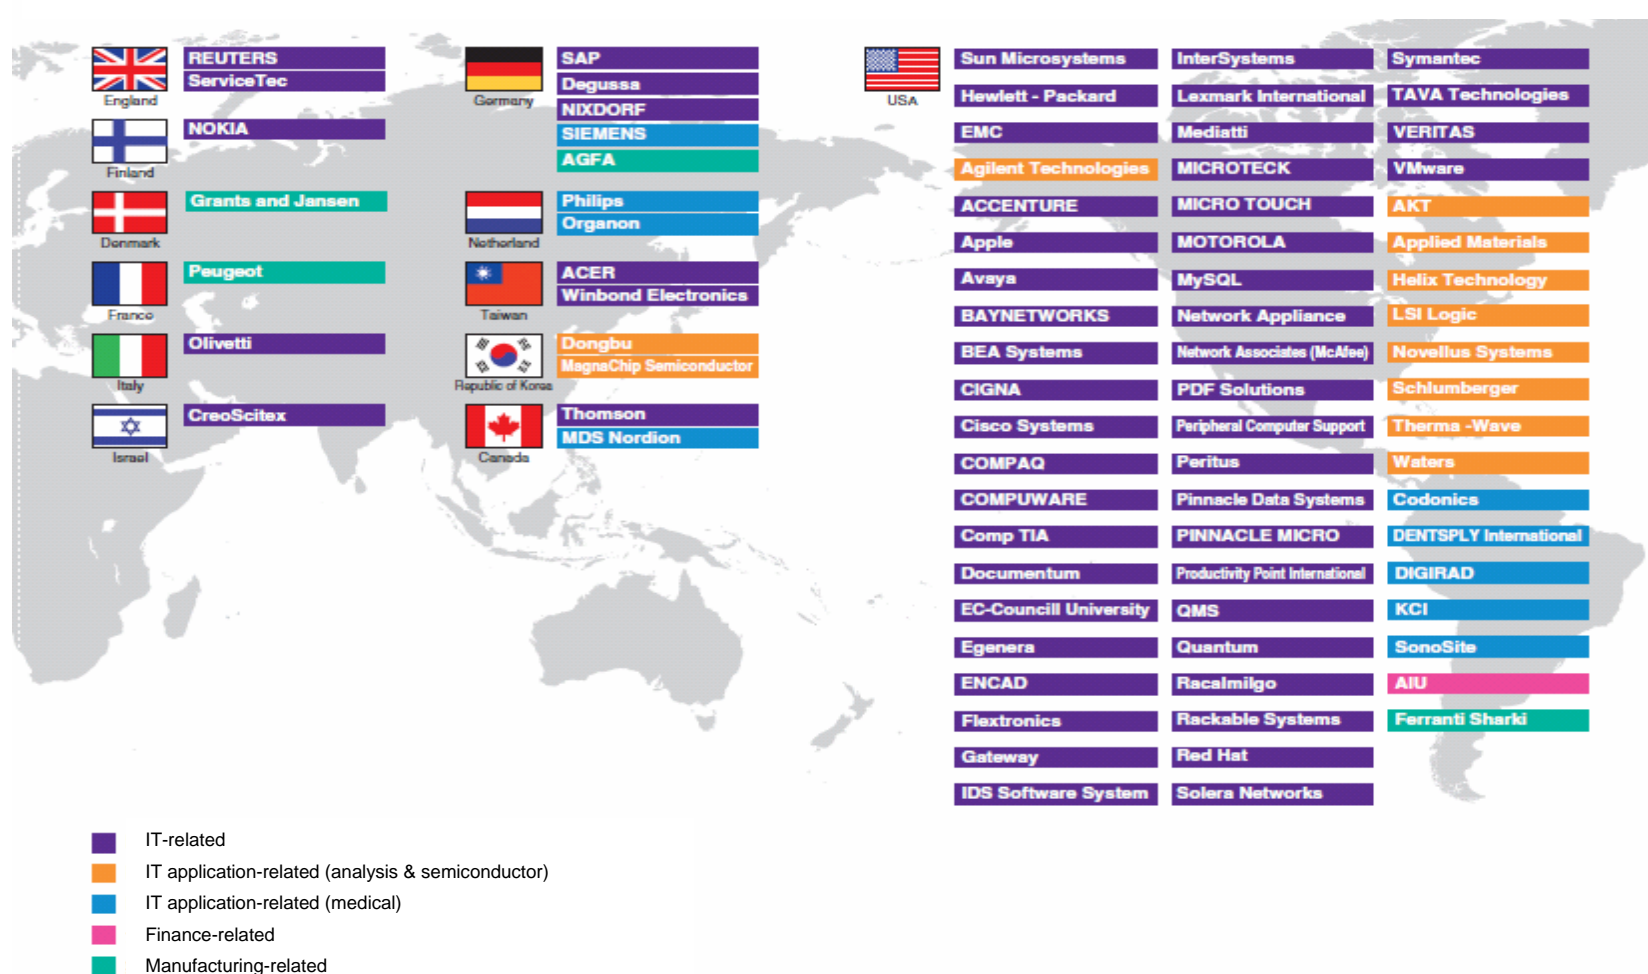 REUTERS
ServiceTec
England
NOKIA
Finland
Grants and Jansen
Denmark
Peugeot
France
Olivetti
Italy
CreoScitex
Israel
SAP
Degussa
NIXDORF
SIEMENS
AGFA
Germany
Philips
Organon
Netherland
ACER
Winbond Electronics
Taiwan
Dongbu
MagnaChip Semiconductor
Republic of Korea
Thomson
MDS Nordion
Canada
USA
Sun Microsystems
Hewlett - Packard
EMC
Agilent Technologies
ACCENTURE
Apple
Avaya
BAYNETWORKS
BEA Systems
CIGNA
Cisco Systems
COMPAQ
COMPUWARE
Comp TIA
Documentum
EC-Councill University
Egenera
ENCAD
Flextronics
Gateway
IDS Software System
InterSystems
Lexmark International
Mediatti
MICROTECK
MICRO TOUCH
MOTOROLA
MySQL
Network Appliance
Network Associates (McAfee)
PDF Solutions
Peripheral Computer Support
Peritus
Pinnacle Data Systems
PINNACLE MICRO
Productivity Point International
QMS
Quantum
Racalmilgo
Rackable Systems
Red Hat
Solera Networks
Symantec
TAVA Technologies
VERITAS
VMware
AKT
Applied Materials
Helix Technology
LSI Logic
Novellus Systems
Schlumberger
Therma -Wave
Waters
Codonics
DENTSPLY International
DIGIRAD
KCI
SonoSite
AIU
Ferranti Sharki
IT-related
IT application-related (analysis & semiconductor)
IT application-related (medical)
Finance-related
Manufacturing-related